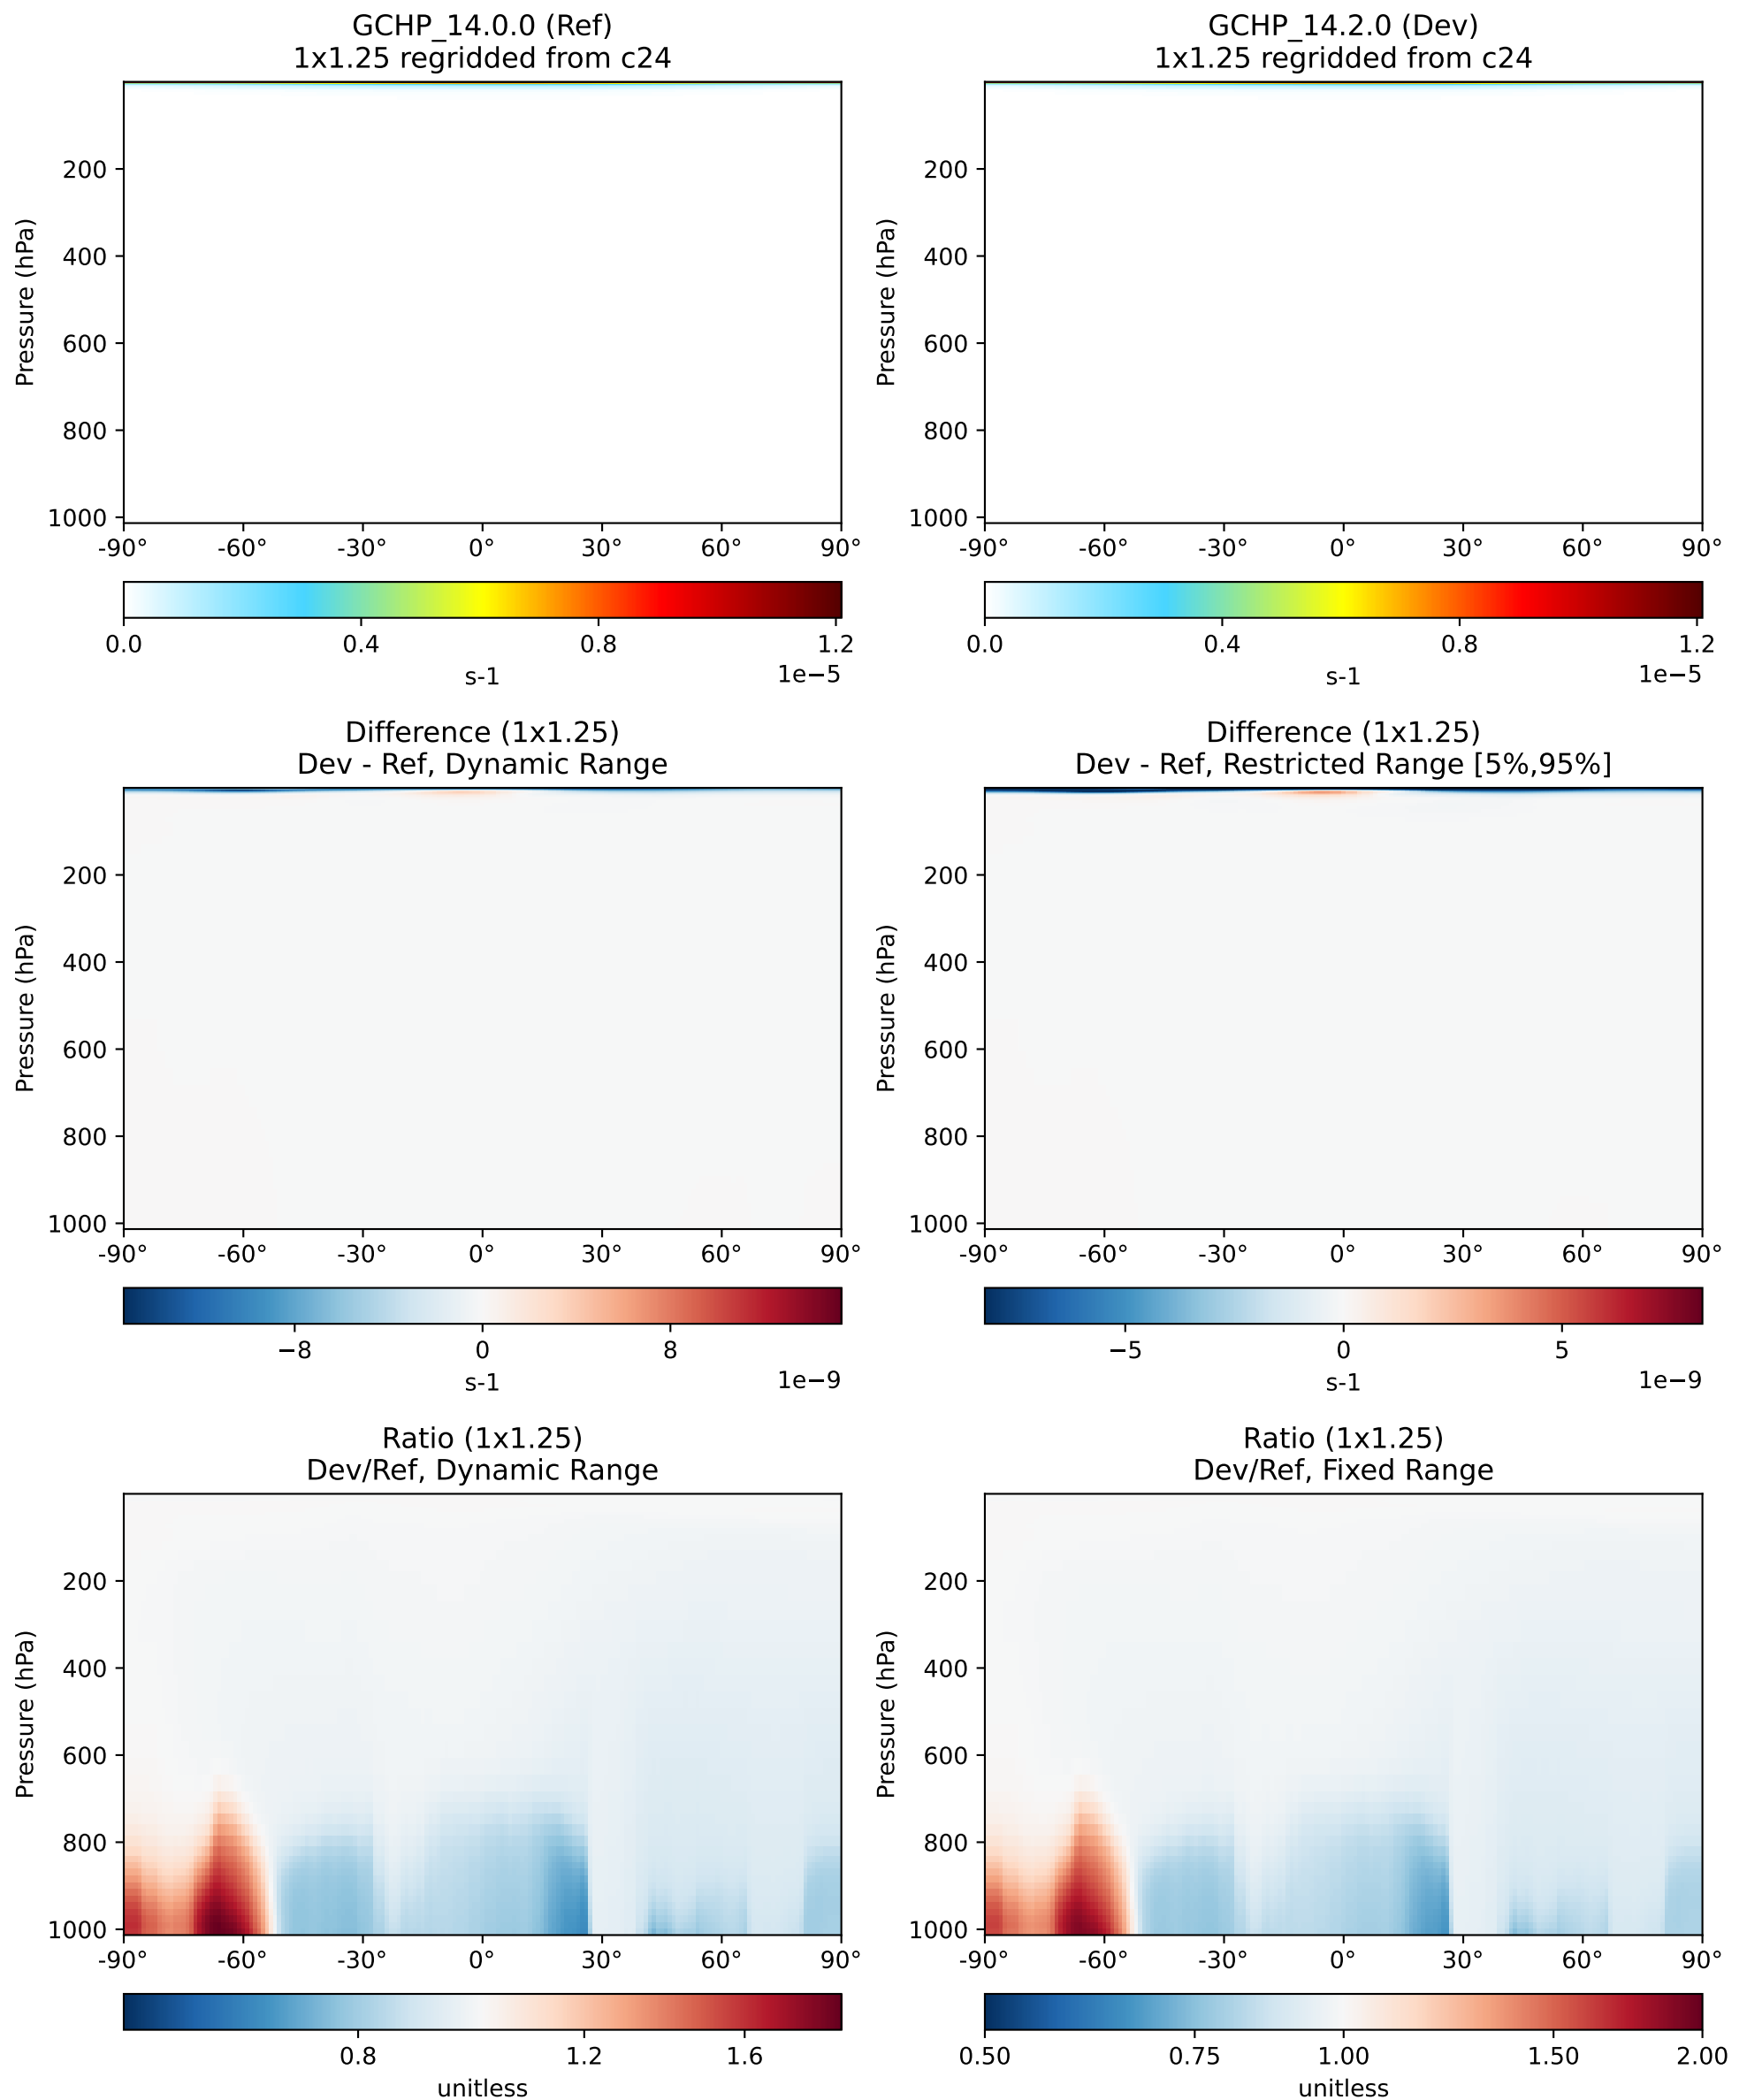 GCHP_14.0.0 (Ref)
1x1.25 regridded from c24
Pressure (hPa)
200
400
600
800
1000
-90° -60° -30° 0° 30° 60° 90°
0.0 0.4 0.8 1.2
s-1
1e−5
GCHP_14.2.0 (Dev)
1x1.25 regridded from c24
Pressure (hPa)
200
400
600
800
1000
-90° -60° -30° 0° 30° 60° 90°
0.0 0.4 0.8 1.2
s-1
1e−5
Difference (1x1.25)
Dev - Ref, Dynamic Range
Pressure (hPa)
200
400
600
800
1000
-90° -60° -30° 0° 30° 60° 90°
−8 0 8
s-1
1e−9
Difference (1x1.25)
Dev - Ref, Restricted Range [5%,95%]
Pressure (hPa)
200
400
600
800
1000
-90° -60° -30° 0° 30° 60° 90°
−5 0 5
s-1
1e−9
Ratio (1x1.25)
Dev/Ref, Dynamic Range
Pressure (hPa)
200
400
600
800
1000
-90° -60° -30° 0° 30° 60° 90°
0.8 1.2 1.6
unitless
Ratio (1x1.25)
Dev/Ref, Fixed Range
Pressure (hPa)
200
400
600
800
1000
-90° -60° -30° 0° 30° 60° 90°
0.50 0.75 1.00 1.50 2.00
unitless